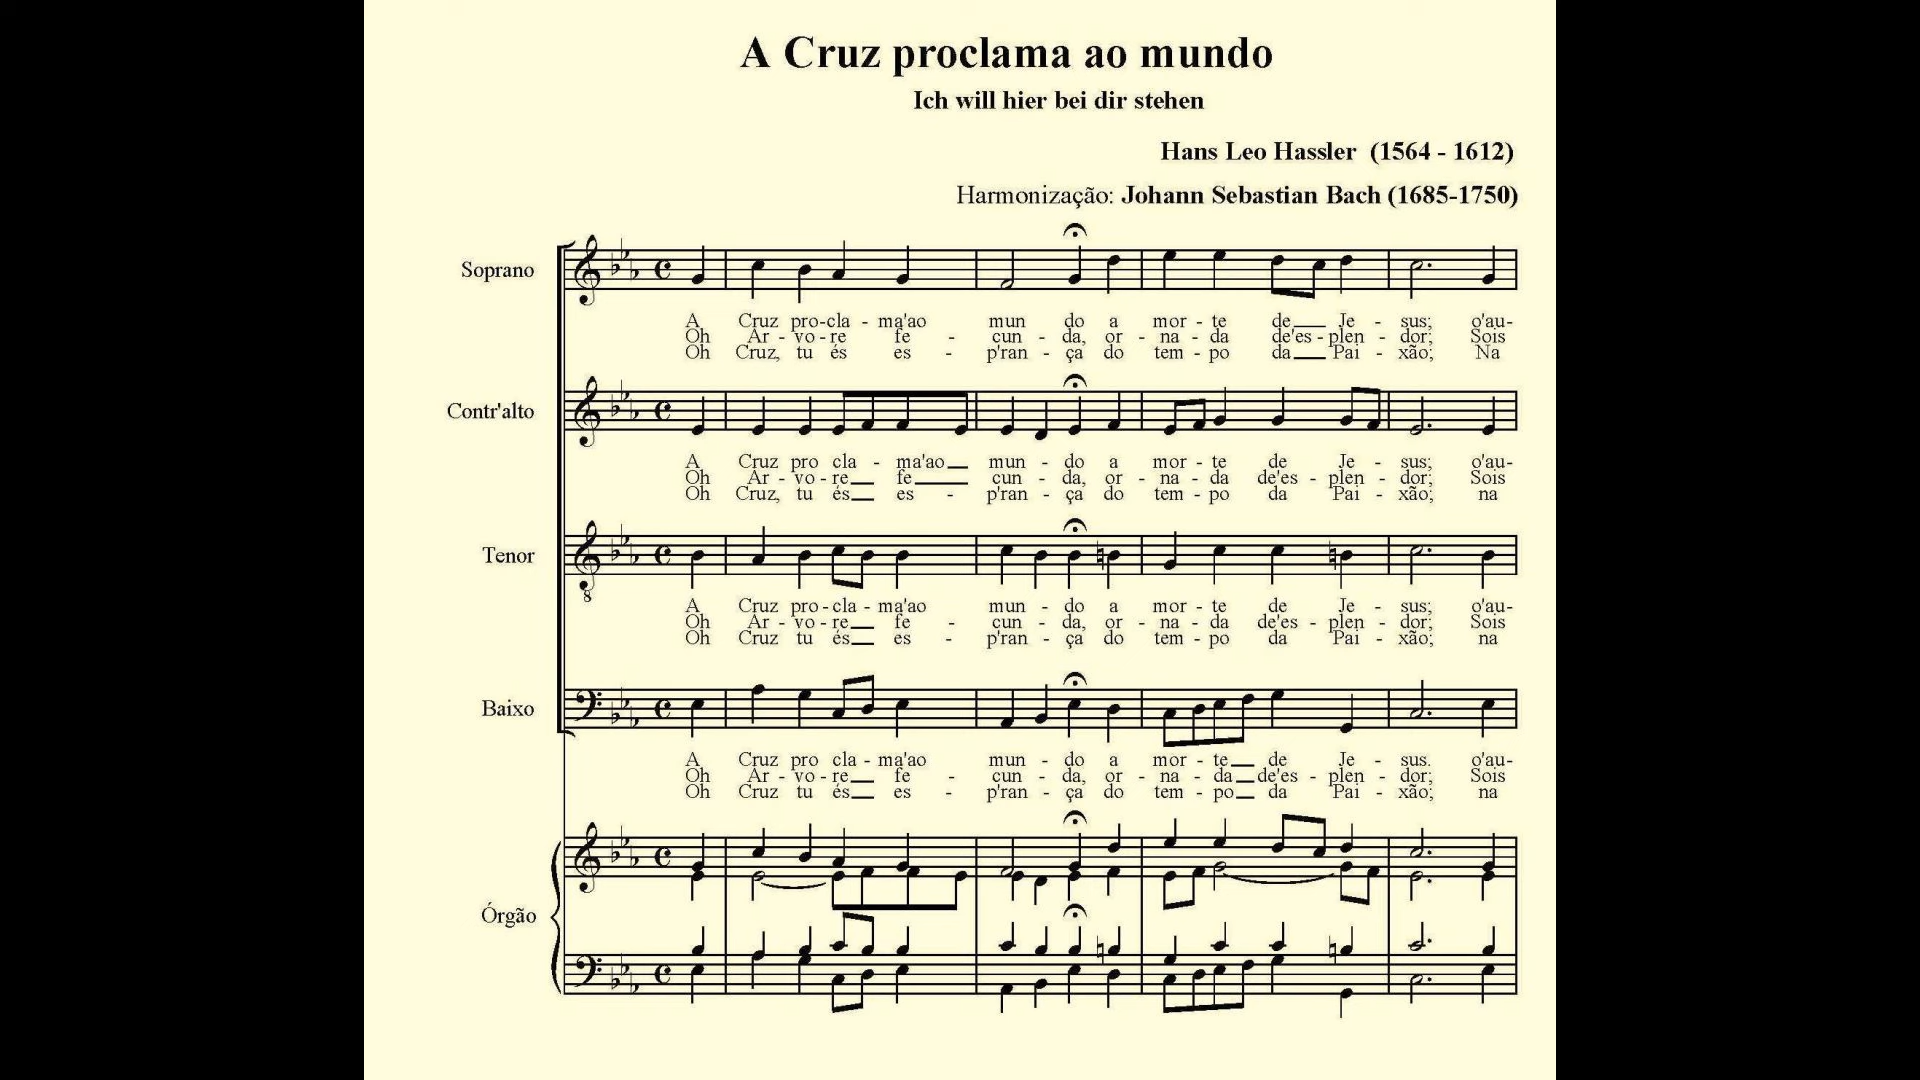 A Cruz proclama ao mundo
Ich will hier bei dir stehen
Hans Leo Hassler (1564 - 1612)
Harmonização: Johann Sebastian Bach (1685-1750)
Soprano
A Cruz pro-cla - ma'ao mun do a mor - te de Je - sus; o'au-
Oh Ar - vo - re fe - cun - da, or - na - da de'es - plen - dor; Sois
Oh Cruz, tu és es - p'ran - ça do tem - po da Pai - xão; Na
Contr'alto
A Cruz pro cla - ma'ao mun - do a mor - te de Je - sus; o'au-
Oh Ar - vo - re fe cun - da, or - na - da de'es - plen - dor; Sois
Oh Cruz, tu és es - p'ran - ça do tem - po da Pai - xão; na
Tenor
8
A Cruz pro - cla - ma'ao mun - do a mor - te de Je - sus; o'au-
Oh Ar - vo - re fe - cun - da, or - na - da de'es - plen - dor; Sois
Oh Cruz tu és es - p'ran - ça do tem - po da Pai - xão; na
Baixo
A Cruz pro cla - ma'ao mun - do a mor - te de Je - sus. o'au-
Oh Ar - vo - re fe - cun - da, or - na - da de'es - plen - dor; Sois
Oh Cruz tu és es - p'ran - ça do tem - po da Pai - xão; na
Órgão